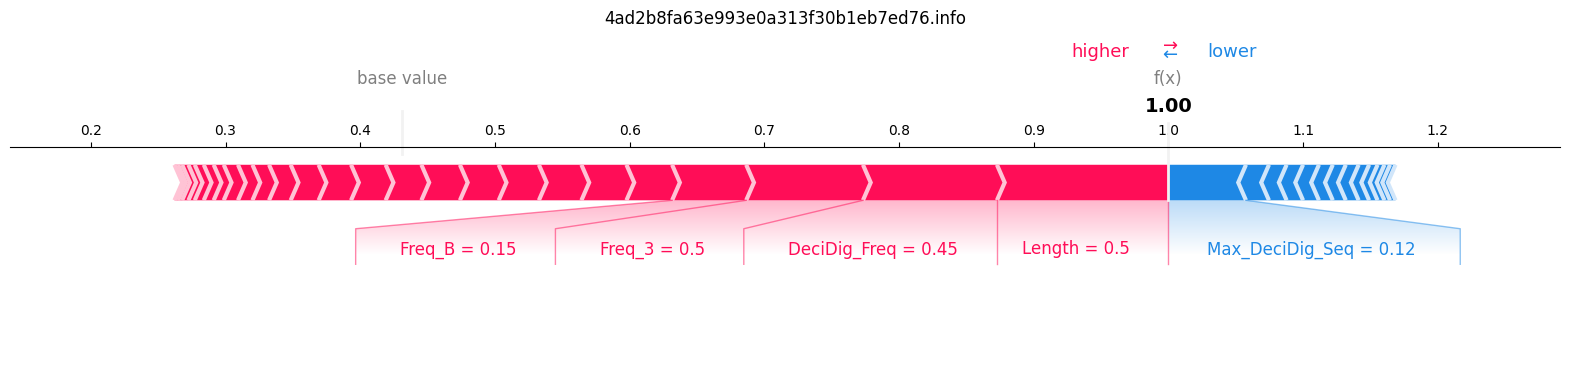 4ad2b8fa63e993e0a313f30b1eb7ed76.info
higher ⇄ lower
base value f(x)
1.00
0.2 0.3 0.4 0.5 0.6 0.7 0.8 0.9 1.0 1.1 1.2
Freq_B = 0.15 Freq_3 = 0.5 DeciDig_Freq = 0.45 Length = 0.5 Max_DeciDig_Seq = 0.12